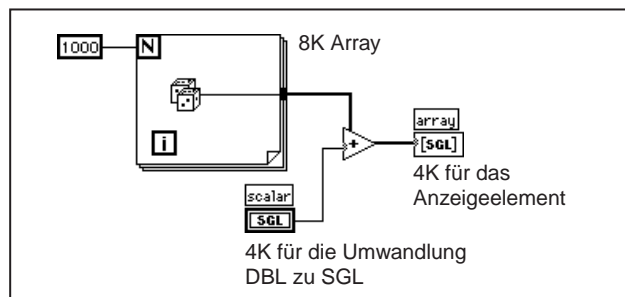 1000
N
8K Array
i
array
[SGL]
+
4K für das
Anzeigeelement
scalar
SGL
4K für die Umwandlung
DBL zu SGL